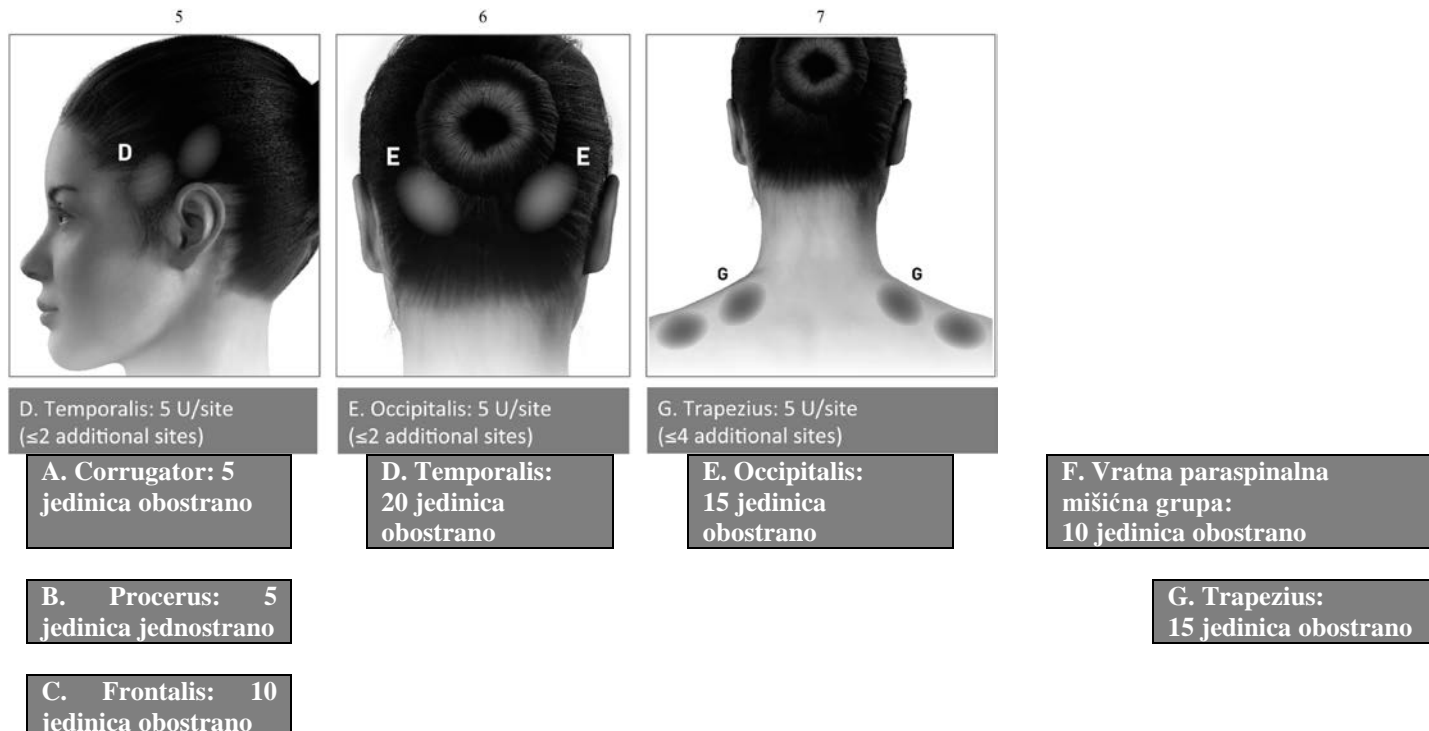 5
6
7
D
E
E
G
G
D. Temporalis: 5 U/site
(≤2 additional sites)
E. Occipitalis: 5 U/site
(≤2 additional sites)
G. Trapezius: 5 U/site
(≤4 additional sites)
A. Corrugator: 5
jedinica obostrano
D. Temporalis:
20 jedinica
obostrano
E. Occipitalis:
15 jedinica
obostrano
F. Vratna paraspinalna
mišićna grupa:
10 jedinica obostrano
B. Procerus: 5
jedinica jednostrano
G. Trapezius:
15 jedinica obostrano
C. Frontalis: 10
jedinica obostrano